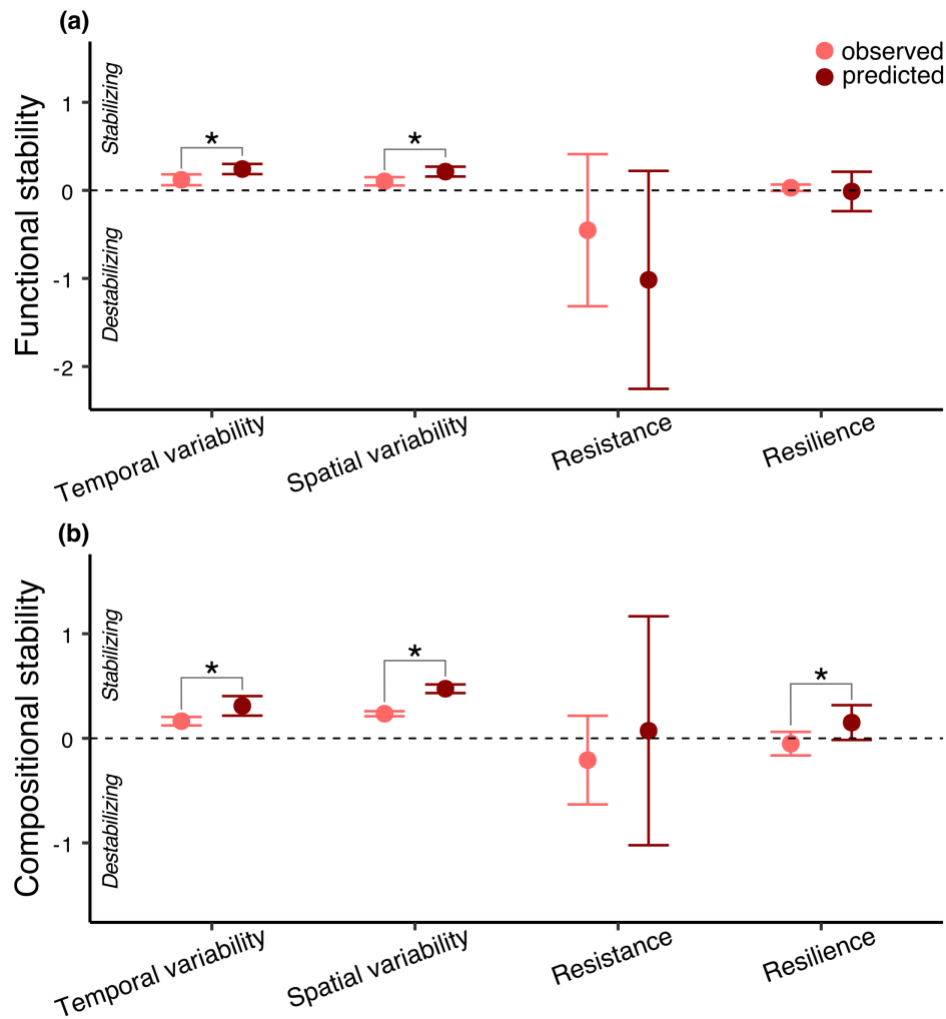 (a)
observed
predicted
Functional stability
Stabilizing
Destabilizing
1
0
-1
-2
*
*
Temporal variability
Spatial variability
Resistance
Resilience
(b)
Compositional stability
Stabilizing
Destabilizing
1
0
-1
*
*
*
Temporal variability
Spatial variability
Resistance
Resilience